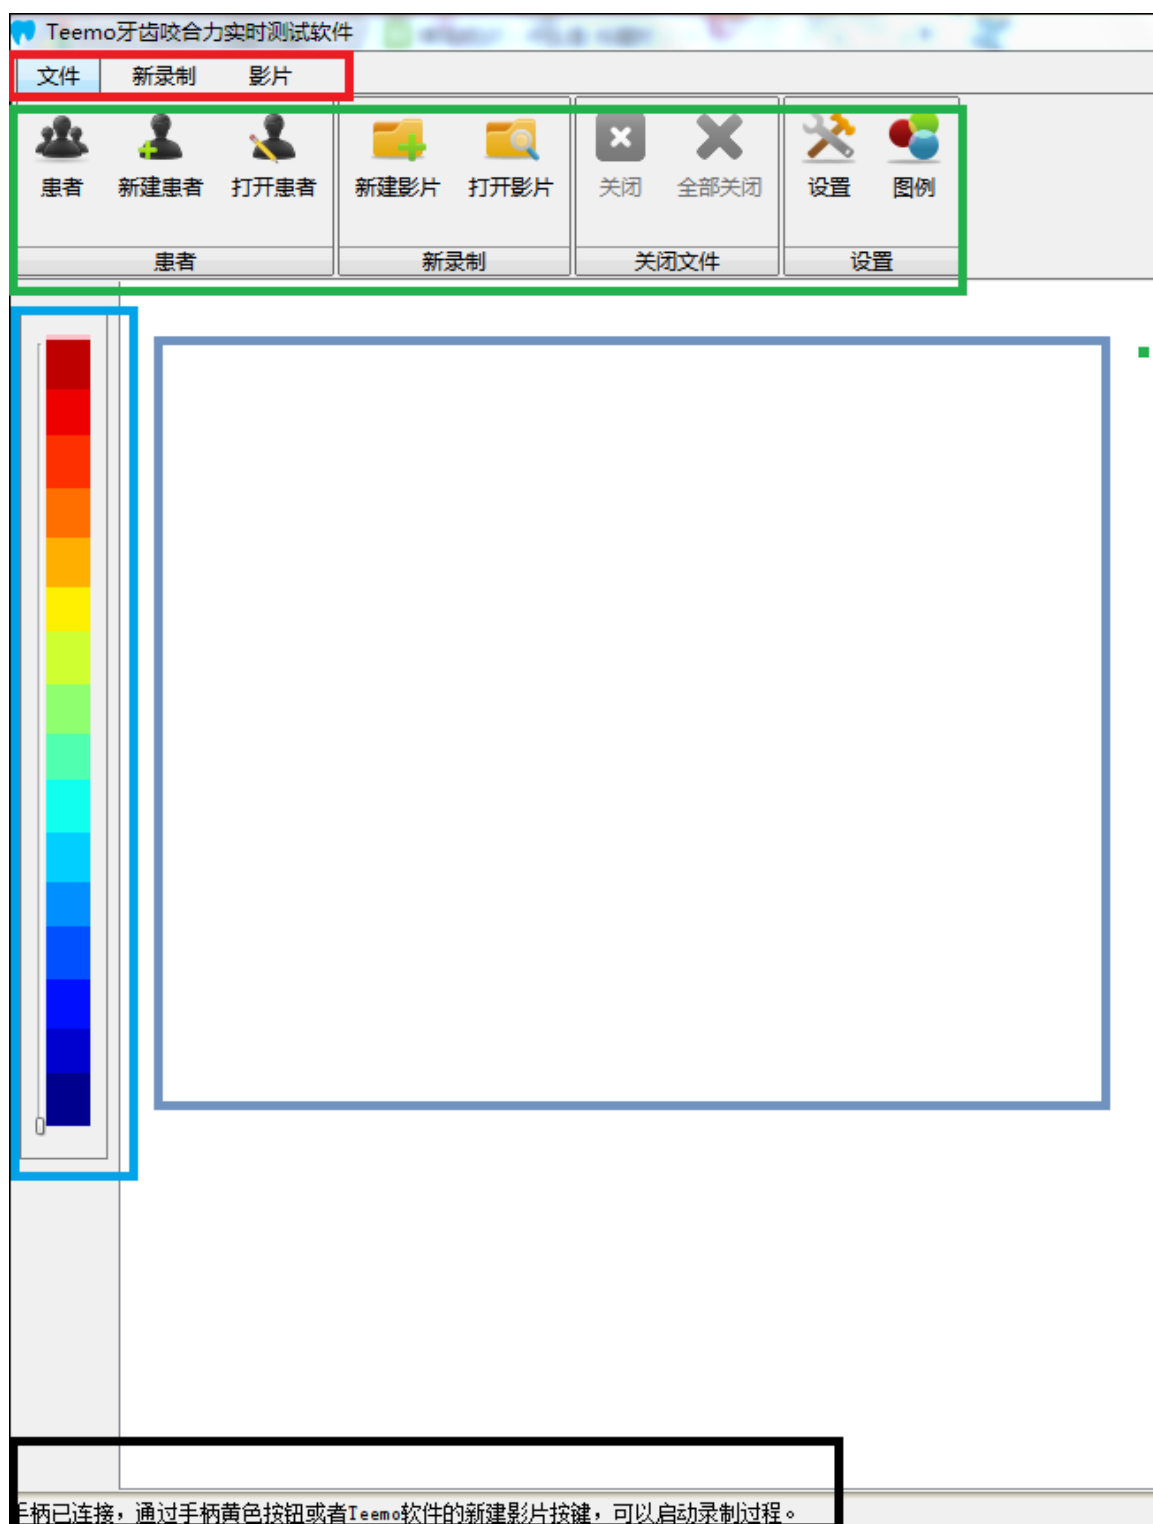 Teemo牙齿咬合力实时测试软件
文件 新录制 影片
患者 新建患者 打开患者 新建影片 打开影片 关闭 全部关闭 设置 图例
患者 新录制 关闭文件 设置
手柄已连接，通过手柄黄色按钮或者Teemo软件的新建影片按键，可以启动录制过程。